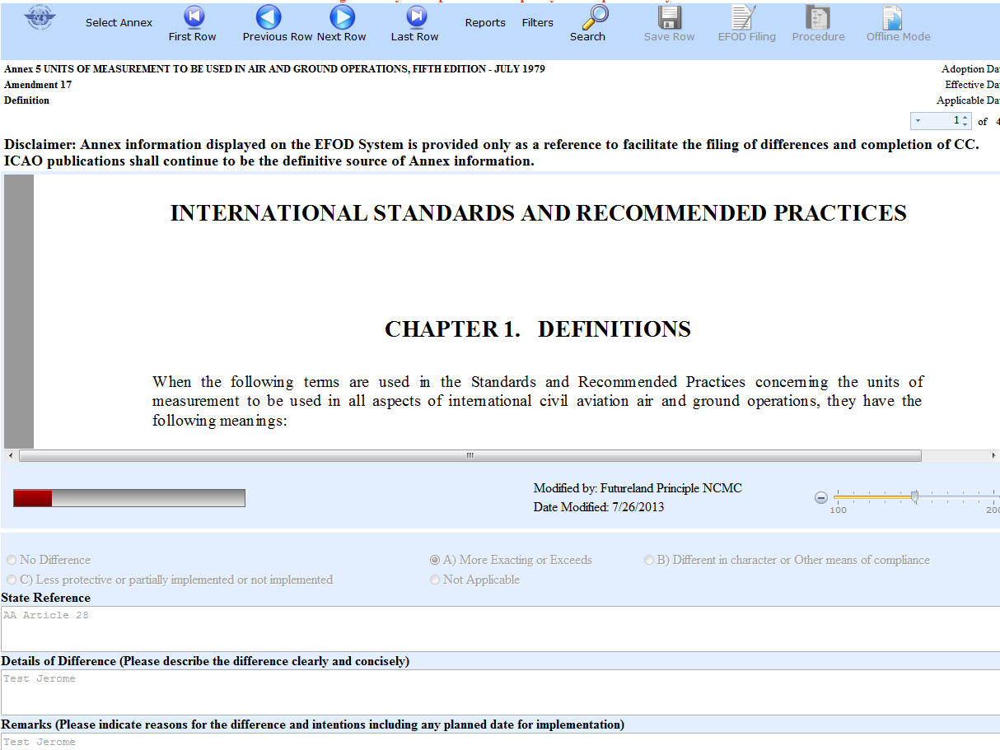 Select Annex
First Row
Previous Row
Next Row
Last Row
Reports
Filters
Search
Save Row
EFOD Filing
Procedure
Offline Mode
Annex 5 UNITS OF MEASUREMENT TO BE USED IN AIR AND GROUND OPERATIONS, FIFTH EDITION - JULY 1979
Adoption Da
Amendment 17
Effective Da
Definition
Applicable Da
1 of 4
Disclaimer: Annex information displayed on the EFOD System is provided only as a reference to facilitate the filing of differences and completion of CC.
ICAO publications shall continue to be the definitive source of Annex information.
INTERNATIONAL STANDARDS AND RECOMMENDED PRACTICES
CHAPTER 1. DEFINITIONS
When the following terms are used in the Standards and Recommended Practices concerning the units of
measurement to be used in all aspects of international civil aviation air and ground operations, they have the
following meanings:
Modified by: Futureland Principle NCMC
Date Modified: 7/26/2013
100
200
No Difference
A) More Exacting or Exceeds
B) Different in character or Other means of compliance
C) Less protective or partially implemented or not implemented
Not Applicable
State Reference
AA Article 28
Details of Difference (Please describe the difference clearly and concisely)
Test Jerome
Remarks (Please indicate reasons for the difference and intentions including any planned date for implementation)
Test Jerome